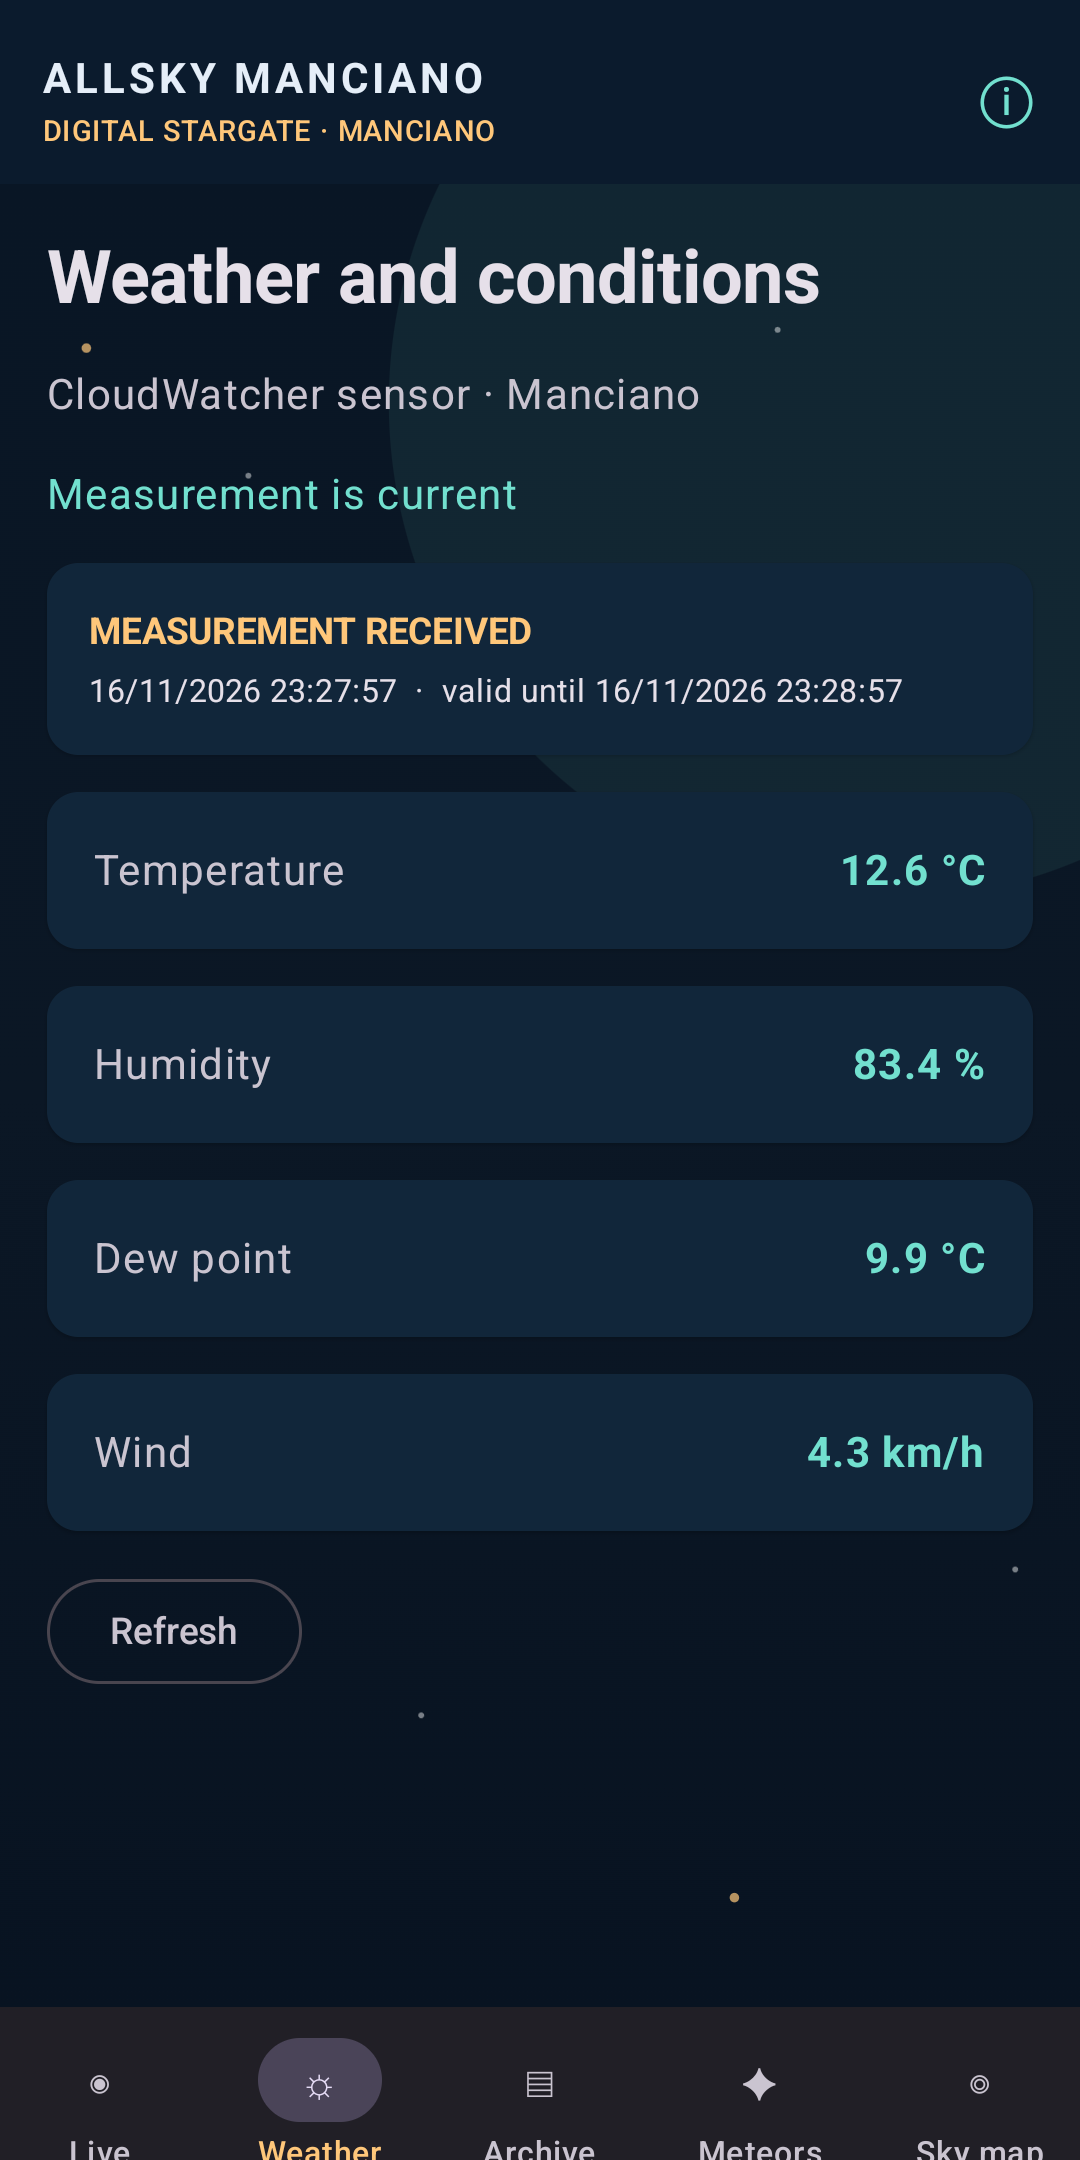 ALLSKY MANCIANO
DIGITAL STARGATE · MANCIANO
Weather and conditions
CloudWatcher sensor · Manciano
Measurement is current
MEASUREMENT RECEIVED
16/11/2026 23:27:57 · valid until 16/11/2026 23:28:57
Temperature 12.6 °C
Humidity 83.4 %
Dew point 9.9 °C
Wind 4.3 km/h
Refresh
Live Weather Archive Meteors Sky map